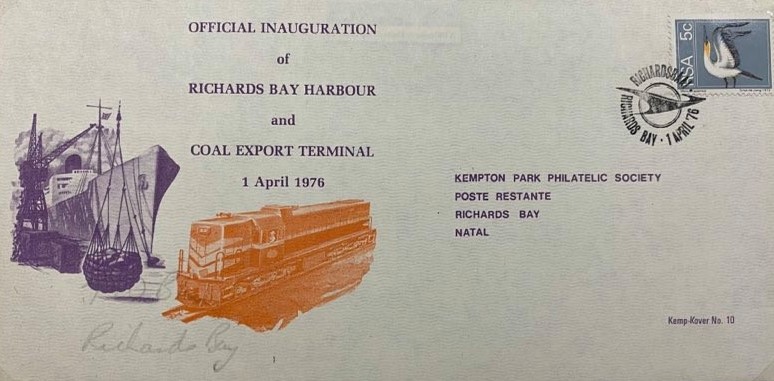 OFFICIAL INAUGURATION
of
RICHARDS BAY HARBOUR
and
COAL EXPORT TERMINAL
1 April 1976
RSA 5c
RICHARDSBAAI
RICHARDS BAY · 1 APRIL '76
KEMPTON PARK PHILATELIC SOCIETY
POSTE RESTANTE
RICHARDS BAY
NATAL
Kemp-Kover No. 10
Richards Bay